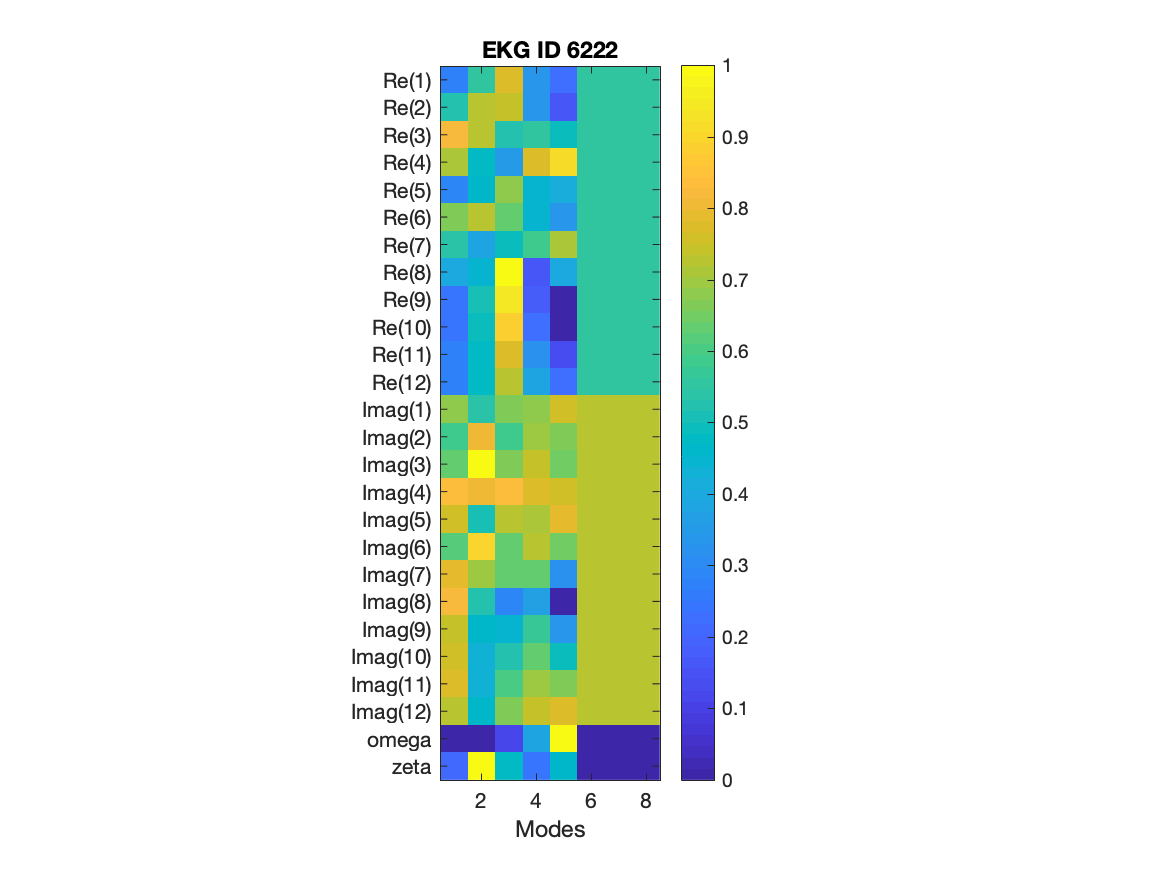 EKG ID 6222
Re(1)
Re(2)
Re(3)
Re(4)
Re(5)
Re(6)
Re(7)
Re(8)
Re(9)
Re(10)
Re(11)
Re(12)
Imag(1)
Imag(2)
Imag(3)
Imag(4)
Imag(5)
Imag(6)
Imag(7)
Imag(8)
Imag(9)
Imag(10)
Imag(11)
Imag(12)
omega
zeta
2 4 6 8
Modes
1
0.9
0.8
0.7
0.6
0.5
0.4
0.3
0.2
0.1
0